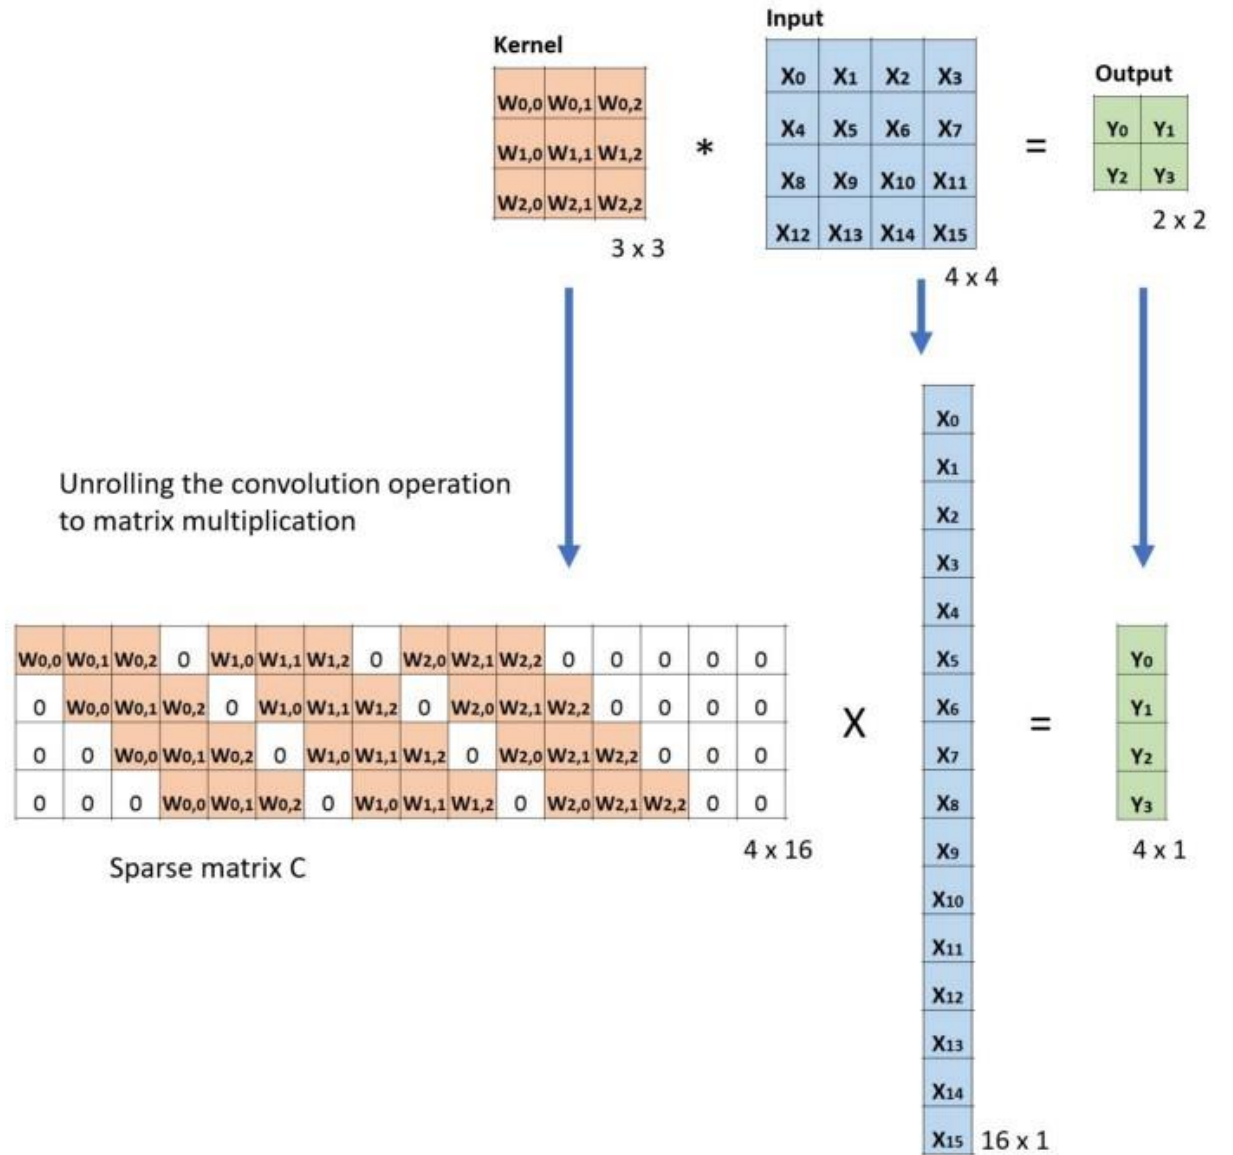 Input
Kernel
Output
X0 X1 X2 X3
X4 X5 X6 X7
X8 X9 X10 X11
X12 X13 X14 X15
4 x 4
W0,0 W0,1 W0,2
W1,0 W1,1 W1,2
W2,0 W2,1 W2,2
3 x 3
*
=
Y0 Y1
Y2 Y3
2 x 2
Unrolling the convolution operation
to matrix multiplication
W0,0 W0,1 W0,2 0 W1,0 W1,1 W1,2 0 W2,0 W2,1 W2,2 0 0 0 0 0
0 W0,0 W0,1 W0,2 0 W1,0 W1,1 W1,2 0 W2,0 W2,1 W2,2 0 0 0 0
0 0 W0,0 W0,1 W0,2 0 W1,0 W1,1 W1,2 0 W2,0 W2,1 W2,2 0 0 0
0 0 0 W0,0 W0,1 W0,2 0 W1,0 W1,1 W1,2 0 W2,0 W2,1 W2,2 0 0
4 x 16
Sparse matrix C
X
X0
X1
X2
X3
X4
X5
X6
X7
X8
X9
X10
X11
X12
X13
X14
X15
16 x 1
=
Y0
Y1
Y2
Y3
4 x 1